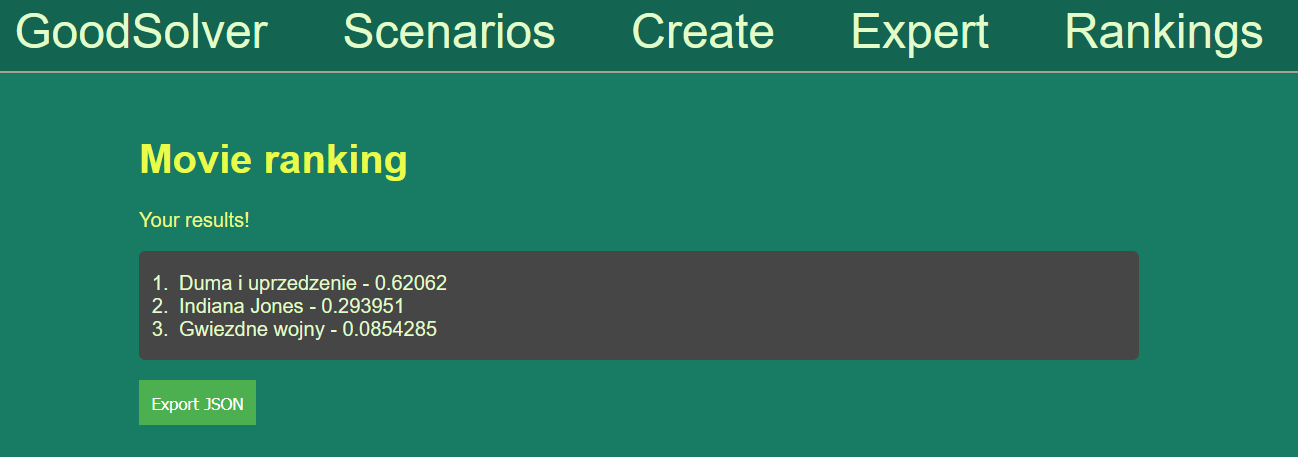 GoodSolver Scenarios Create Expert Rankings
Movie ranking
Your results!
1. Duma i uprzedzenie - 0.62062
2. Indiana Jones - 0.293951
3. Gwiezdne wojny - 0.0854285
Export JSON